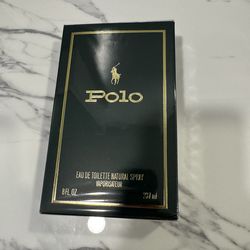 Polo
EAU DE TOILETTE NATURAL SPRAY
VAPORISATEUR
8 FL. OZ. 237 ml